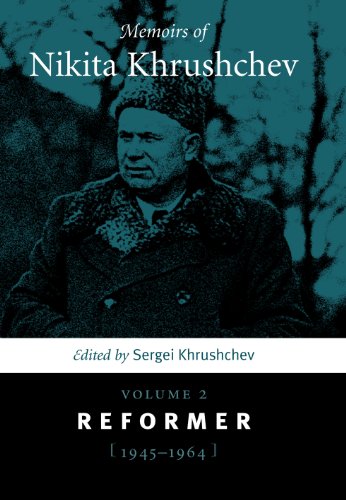 Memoirs of
Nikita Khrushchev
Edited by Sergei Khrushchev
VOLUME 2
REFORMER
[1945–1964]